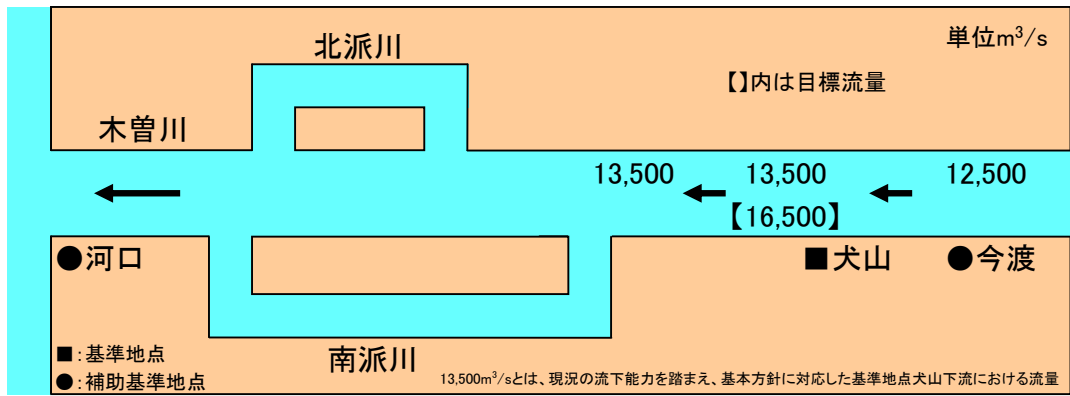 北派川
単位m³/s
【】内は目標流量
木曽川
13,500
13,500
12,500
【16,500】
●河口
■犬山
●今渡
■：基準地点
南派川
●：補助基準地点
13,500m³/sとは、現況の流下能力を踏まえ、基本方針に対応した基準地点犬山下流における流量